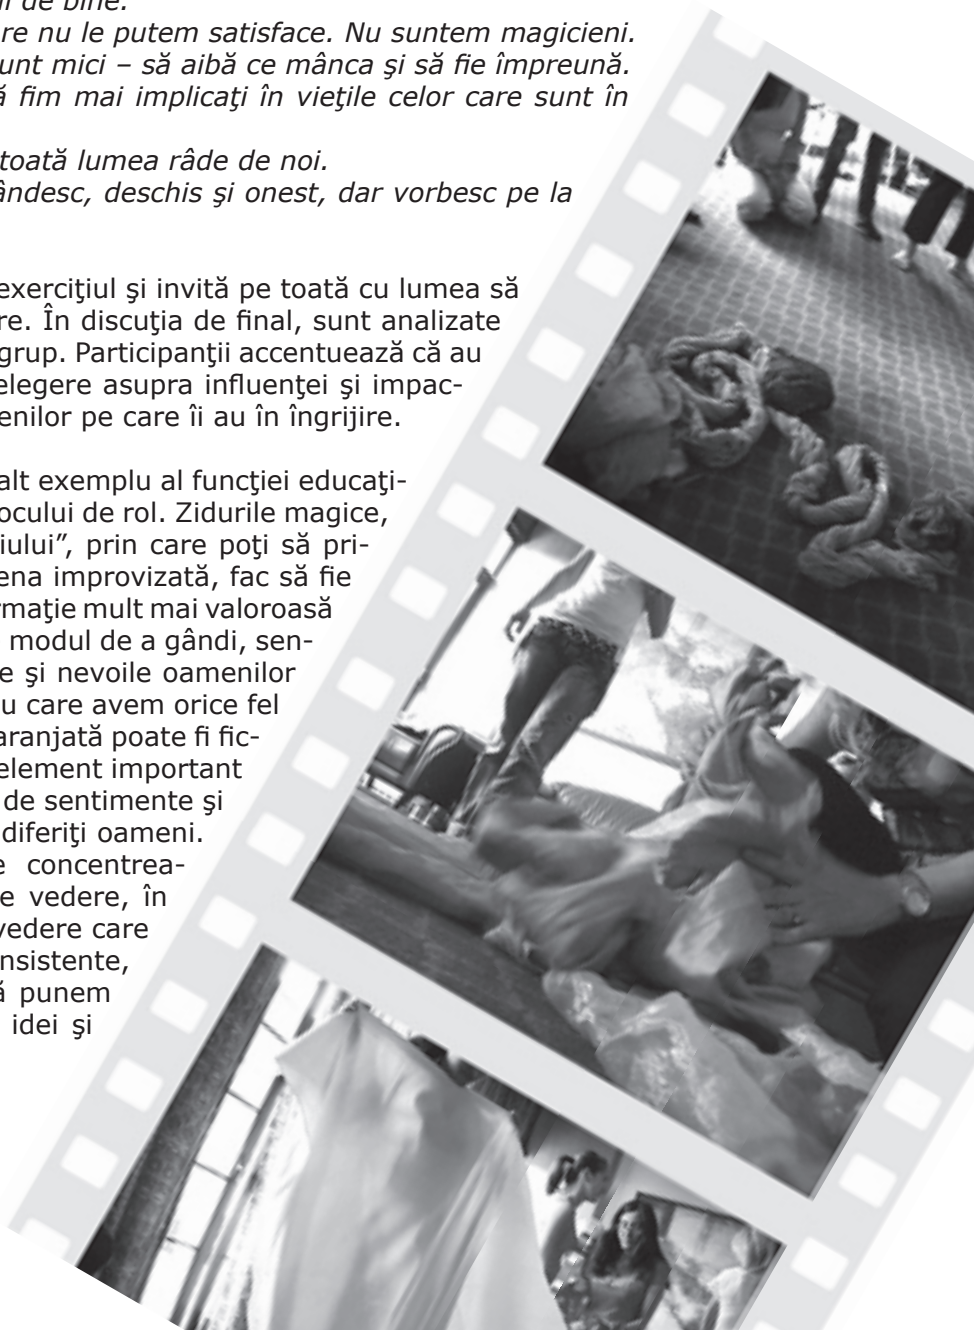 de bine.
re nu le putem satisface. Nu suntem magicieni.
unt mici – să aibă ce mânca şi să fie împreună.
ă fim mai implicaţi în vieţile celor care sunt în
toată lumea râde de noi.
ândesc, deschis şi onest, dar vorbesc pe la
exerciţiul şi invită pe toată cu lumea să
re. În discuţia de final, sunt analizate
grup. Participanţii accentuează că au
elegere asupra influenţei şi impac-
enilor pe care îi au în îngrijire.
alt exemplu al funcţiei educaţi-
ocului de rol. Zidurile magice,
iului”, prin care poţi să pri-
ena improvizată, fac să fie
rmaţie mult mai valoroasă
modul de a gândi, sen-
e şi nevoile oamenilor
u care avem orice fel
aranjată poate fi fic-
element important
de sentimente şi
diferiţi oameni.
e concentrea-
e vedere, în
vedere care
nsistente,
ă punem
idei şi